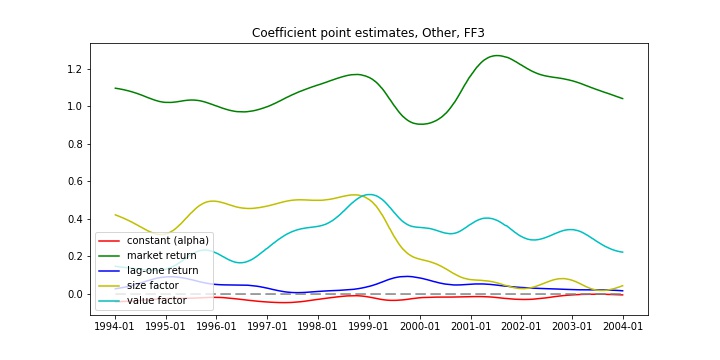 Coefficient point estimates, Other, FF3
1.2
1.0
0.8
0.6
0.4
0.2
0.0
constant (alpha)
market return
lag-one return
size factor
value factor
1994-01 1995-01 1996-01 1997-01 1998-01 1999-01 2000-01 2001-01 2002-01 2003-01 2004-01